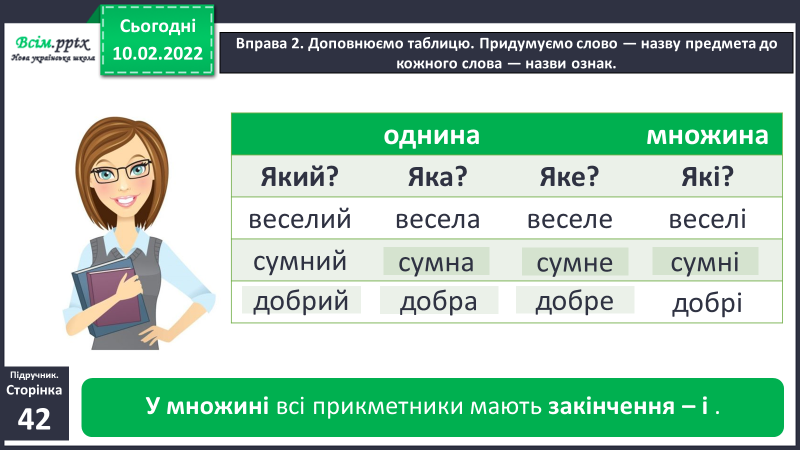 Всім.pptx
Нова українська школа
Сьогодні
10.02.2022
Вправа 2. Доповнюємо таблицю. Придумуємо слово — назву предмета до
кожного слова — назви ознак.
однина множина
Який? Яка? Яке? Які?
веселий весела веселе веселі
сумний сумна сумне сумні
добрий добра добре добрі
Підручник.
Сторінка
42
У множині всі прикметники мають закінчення – і .